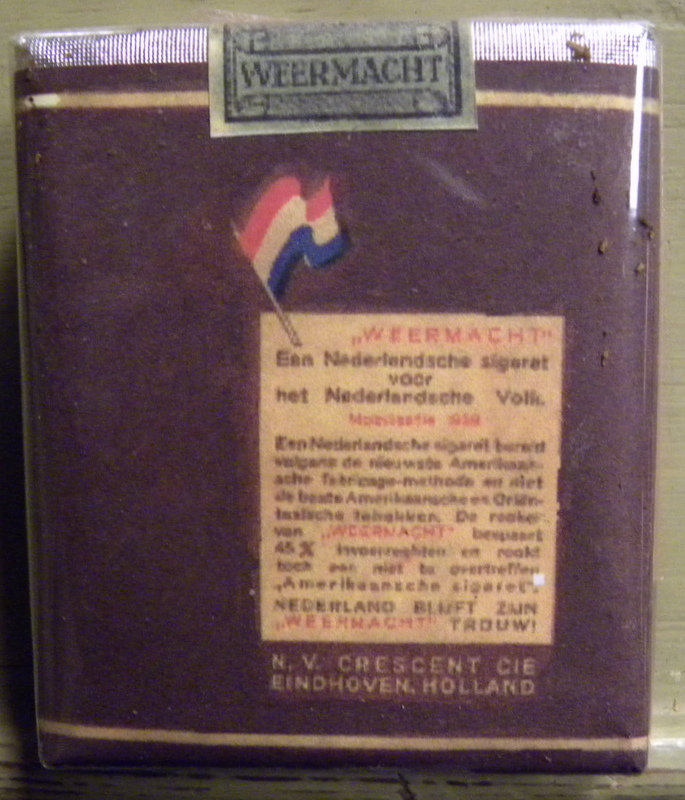 WEERMACHT
„WEERMACHT"
Een Nederlandsche sigaret
voor
het Nederlandsche Volk.
Mobilisatie 1939
Een Nederlandsche sigaret bereid
volgens de nieuwste Amerikaan-
sche fabricage-methode en met
de beste Amerikaansche en Oriën-
taalsche tabakken. De rooker
van „WEERMACHT" bespaart
45% invoerrechten en rookt
toch een niet te overtreffen
„Amerikaansche sigaret".
NEDERLAND BLIJFT ZIJN
„WEERMACHT" TROUW!
N. V. CRESCENT CIE
EINDHOVEN. HOLLAND